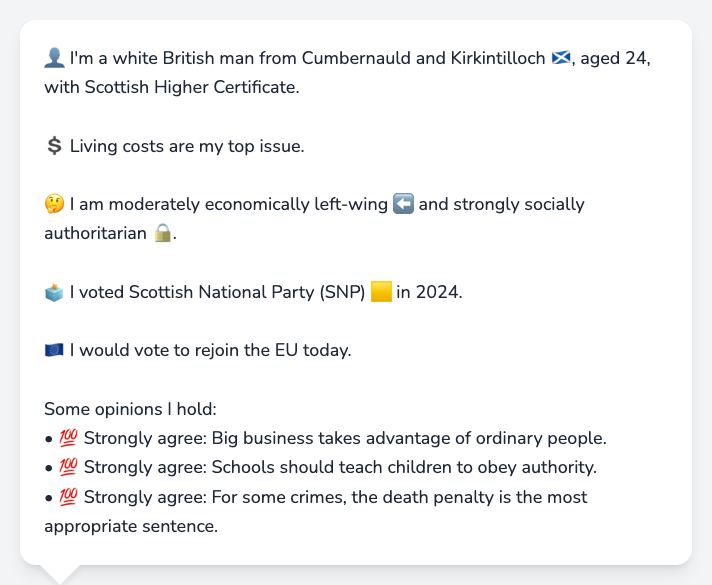 👤 I'm a white British man from Cumbernauld and Kirkintilloch 🏴󠁧󠁢󠁳󠁣󠁴󠁿, aged 24,
with Scottish Higher Certificate.
💲 Living costs are my top issue.
🤔 I am moderately economically left-wing ⬅️ and strongly socially
authoritarian 🔒.
🗳️ I voted Scottish National Party (SNP) 🟨 in 2024.
🇪🇺 I would vote to rejoin the EU today.
Some opinions I hold:
• 💯 Strongly agree: Big business takes advantage of ordinary people.
• 💯 Strongly agree: Schools should teach children to obey authority.
• 💯 Strongly agree: For some crimes, the death penalty is the most
appropriate sentence.